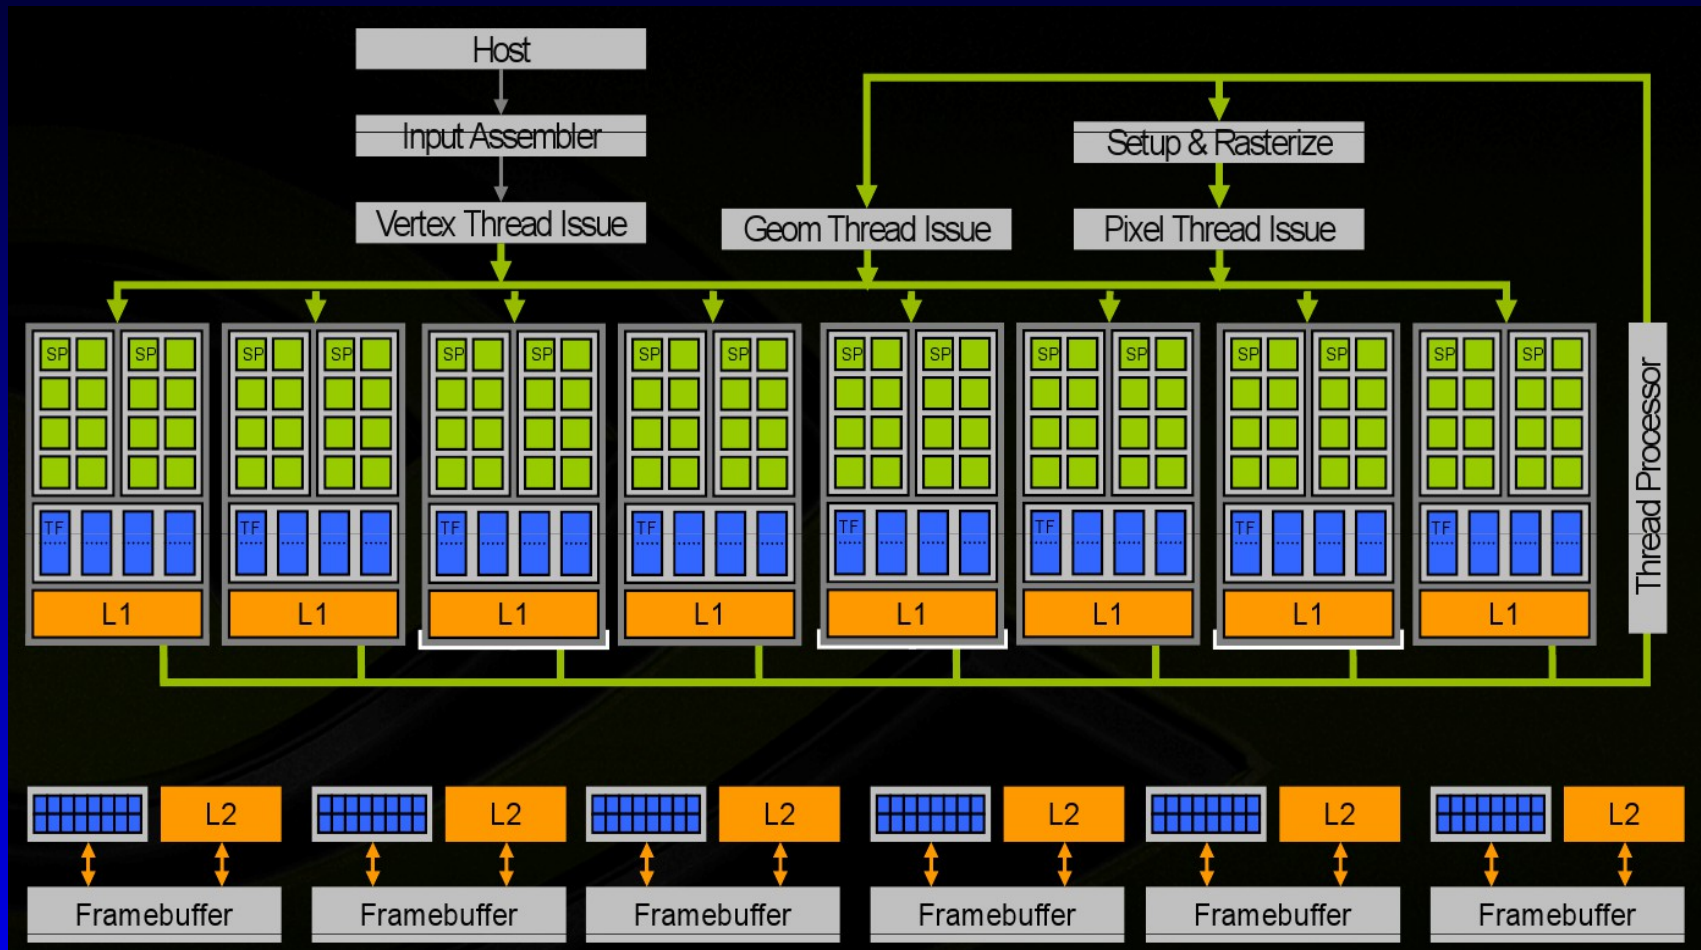 Host
Input Assembler
Setup & Rasterize
Vertex Thread Issue
Geom Thread Issue
Pixel Thread Issue
SP SP SP SP SP SP SP SP SP SP SP SP SP SP SP SP
TF TF TF TF TF TF TF TF
L1 L1 L1 L1 L1 L1 L1 L1
Thread Processor
L2 L2 L2 L2 L2 L2
Framebuffer Framebuffer Framebuffer Framebuffer Framebuffer Framebuffer